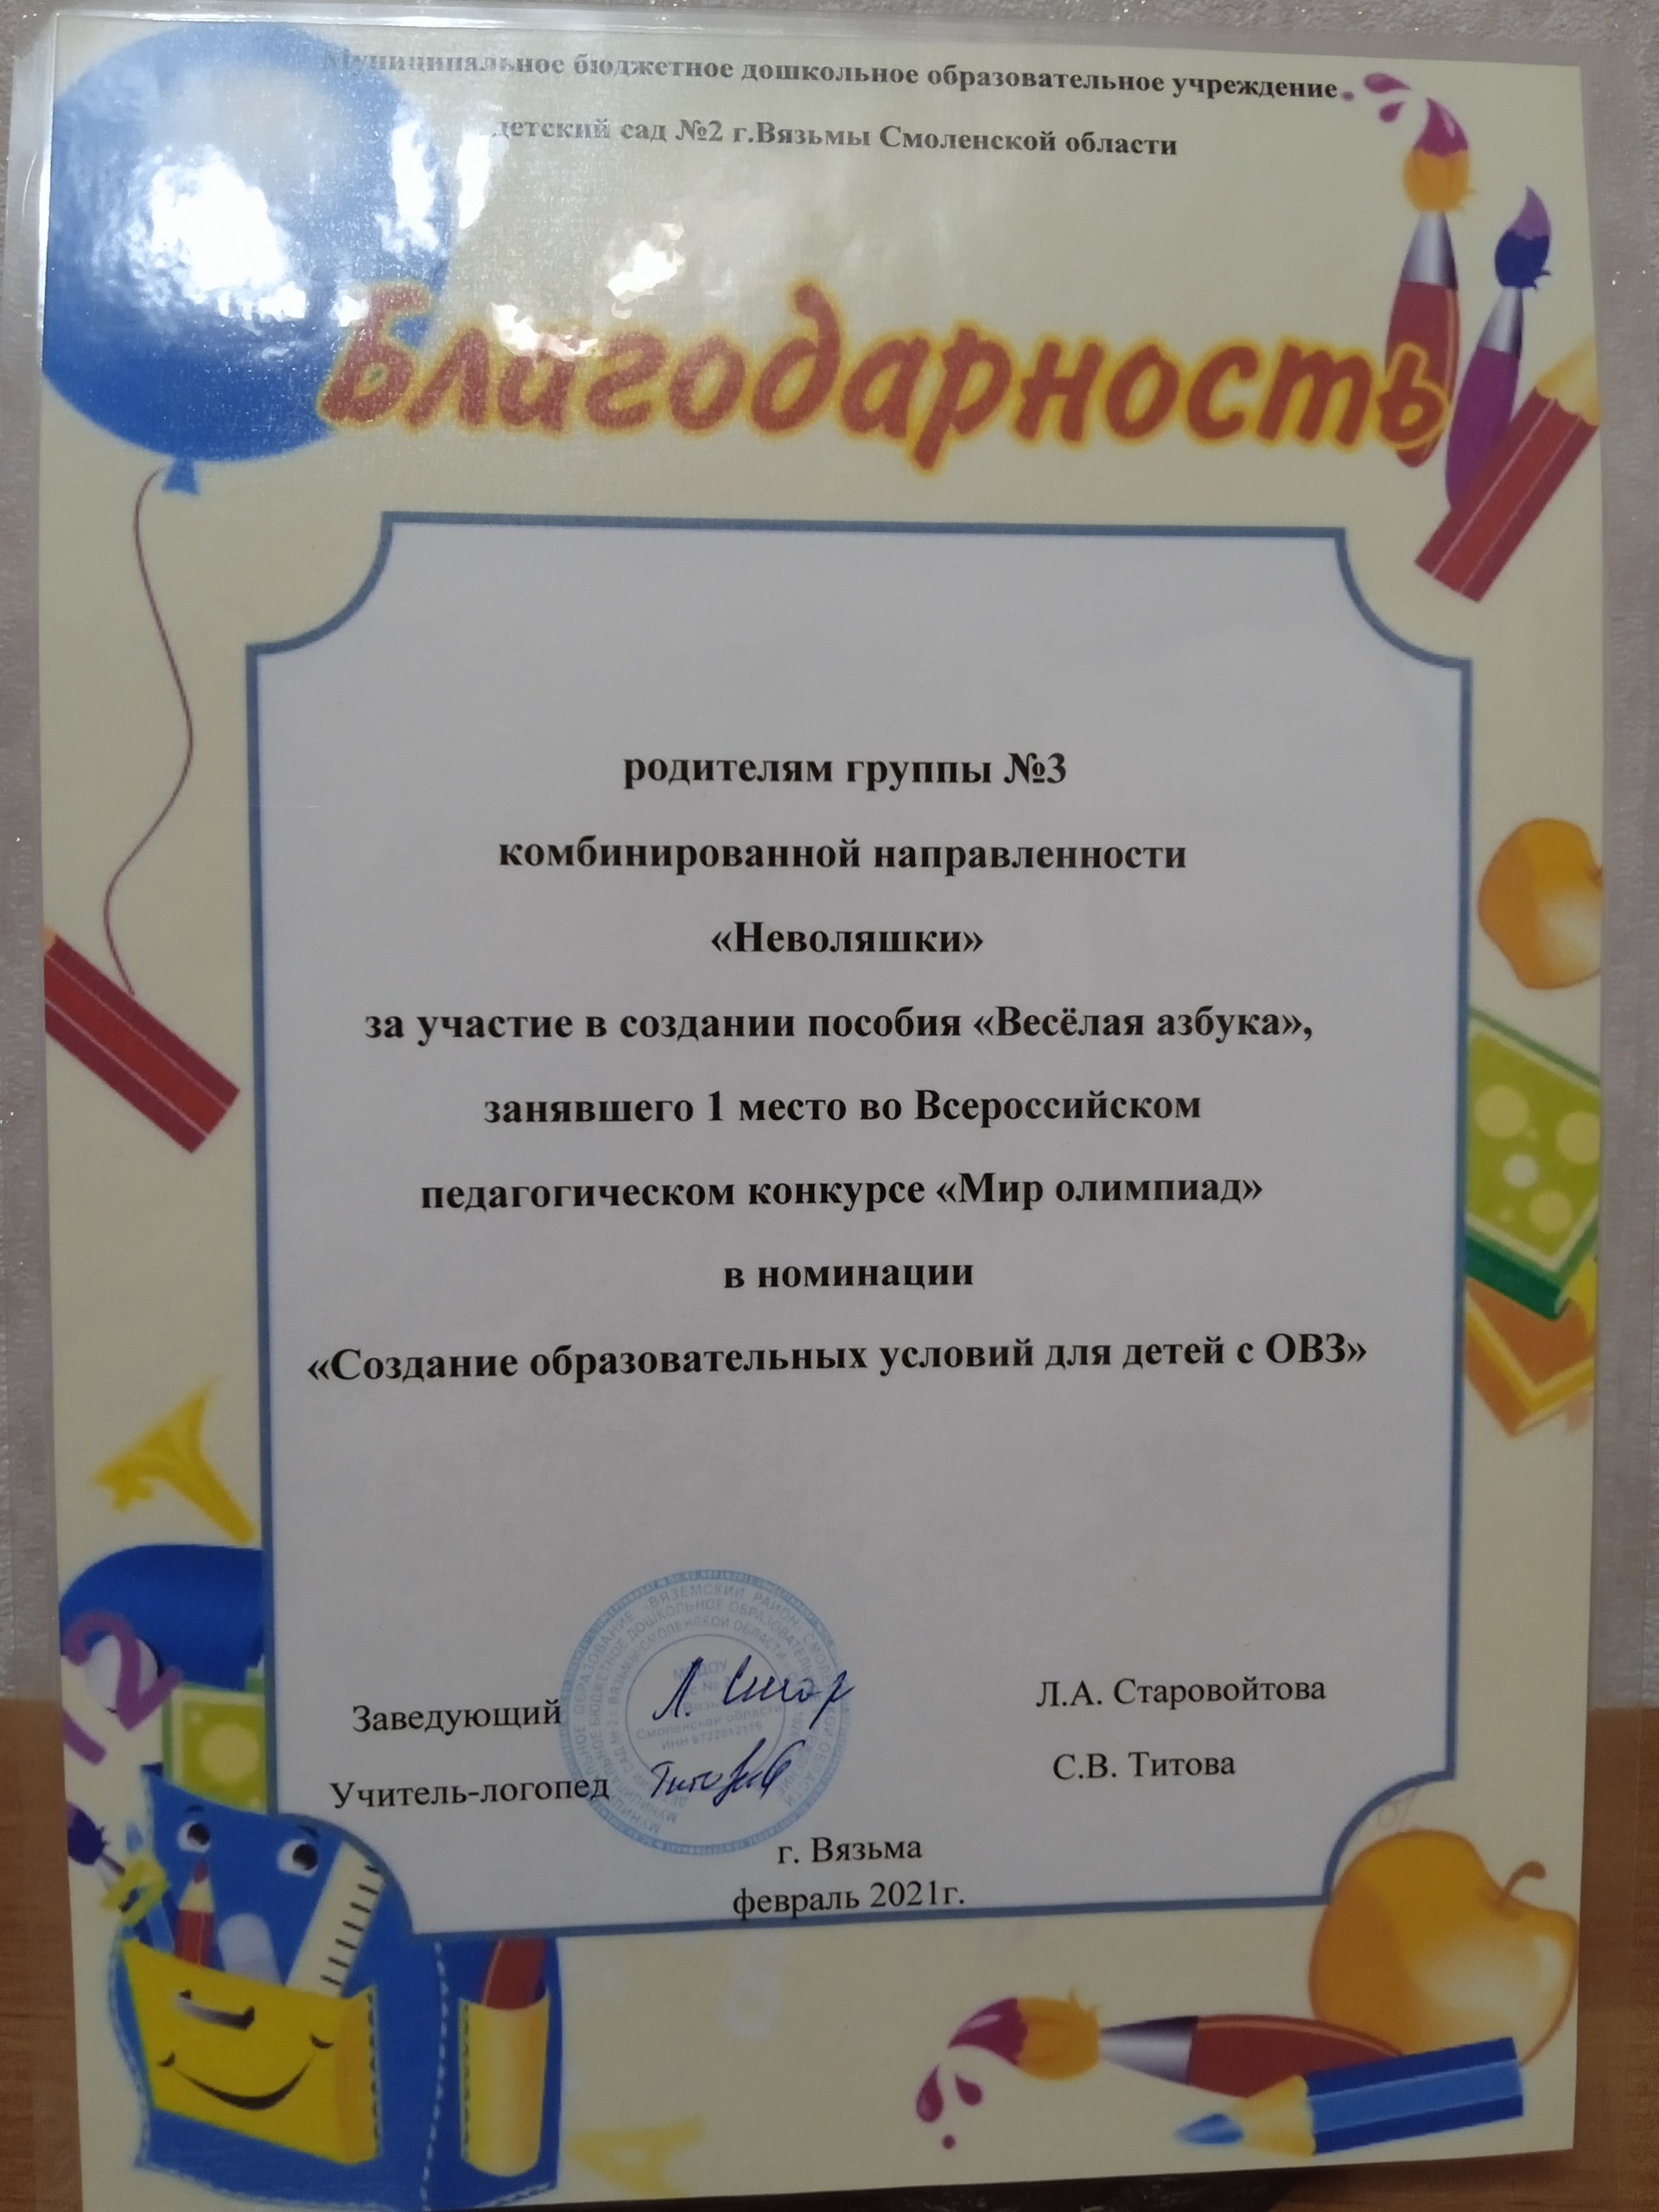 Муниципальное бюджетное дошкольное образовательное учреждение
детский сад №2 г.Вязьмы Смоленской области
Благодарность
родителям группы №3
комбинированной направленности
«Неволяшки»
за участие в создании пособия «Весёлая азбука»,
занявшего 1 место во Всероссийском
педагогическом конкурсе «Мир олимпиад»
в номинации
«Создание образовательных условий для детей с ОВЗ»
Заведующий Л.А. Старовойтова
Учитель-логопед С.В. Титова
г. Вязьма
февраль 2021г.